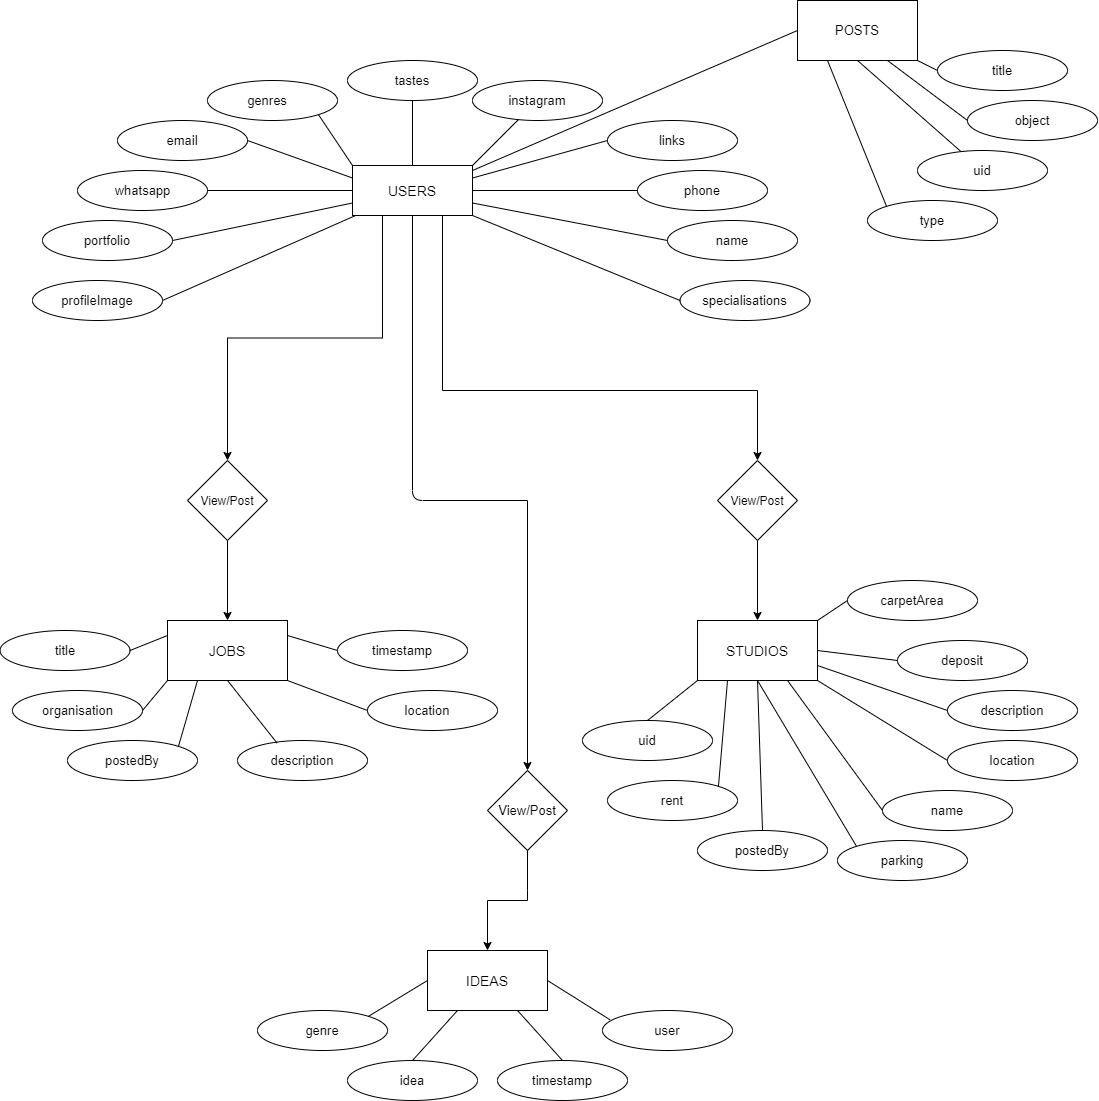 POSTS
title
object
uid
type
tastes
genres
instagram
email
links
whatsapp
USERS
phone
portfolio
name
profileImage
specialisations
View/Post
View/Post
carpetArea
title
JOBS
timestamp
STUDIOS
deposit
organisation
location
description
uid
postedBy
description
location
rent
View/Post
name
postedBy
parking
IDEAS
genre
user
idea
timestamp